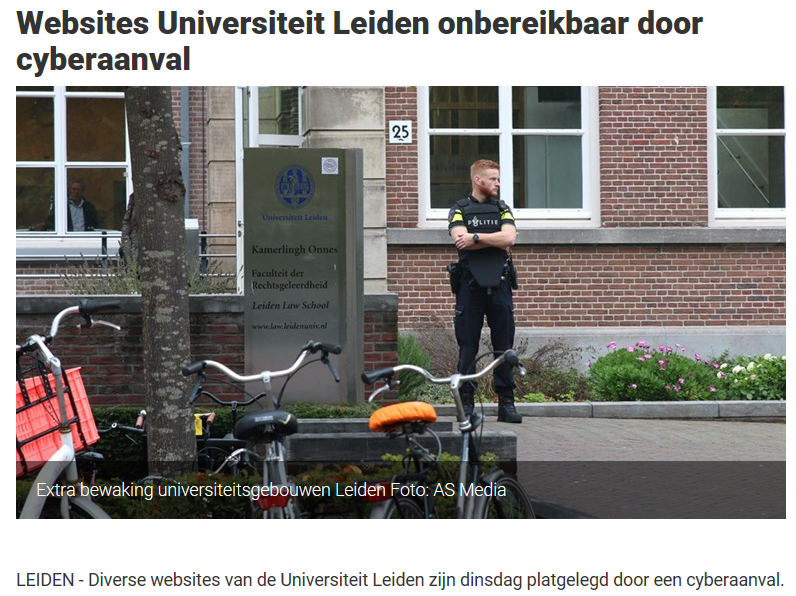 Websites Universiteit Leiden onbereikbaar door
cyberaanval
25
Universiteit Leiden
POLITIE
Kamerlingh Onnes
Faculteit der
Rechtsgeleerdheid
Leiden Law School
www.law.leidenuniv.nl
Extra bewaking universiteitsgebouwen Leiden Foto: AS Media
LEIDEN - Diverse websites van de Universiteit Leiden zijn dinsdag platgelegd door een cyberaanval.